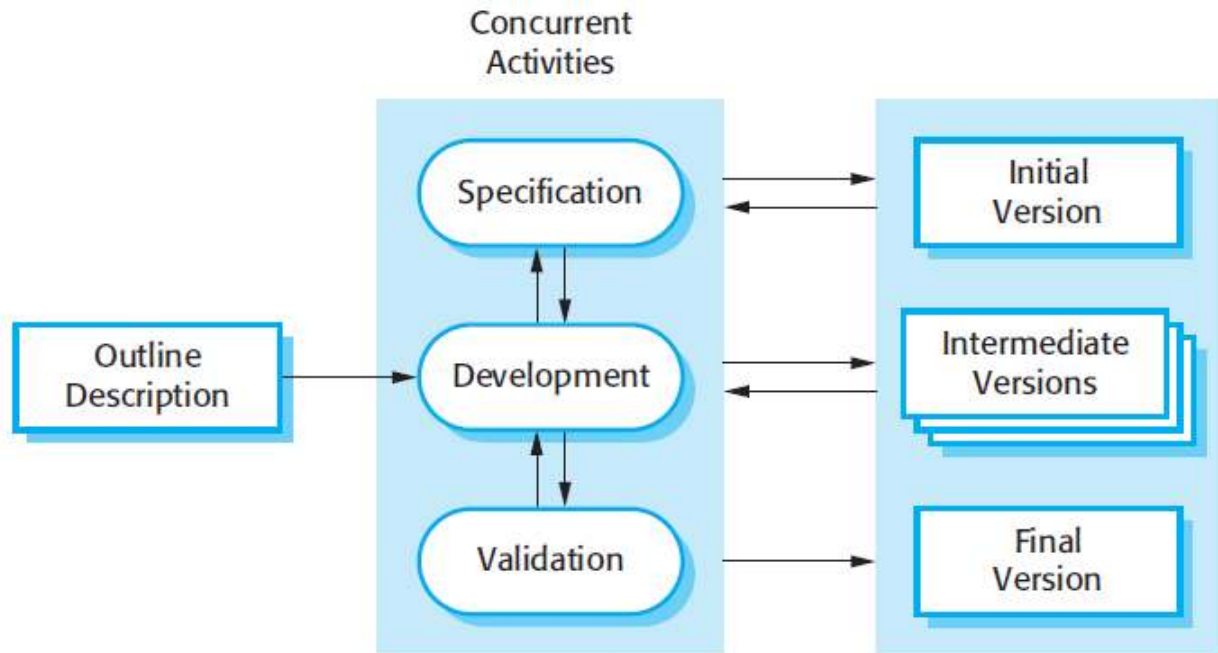 Concurrent
Activities
Specification
Initial
Version
Outline
Description
Development
Intermediate
Versions
Validation
Final
Version